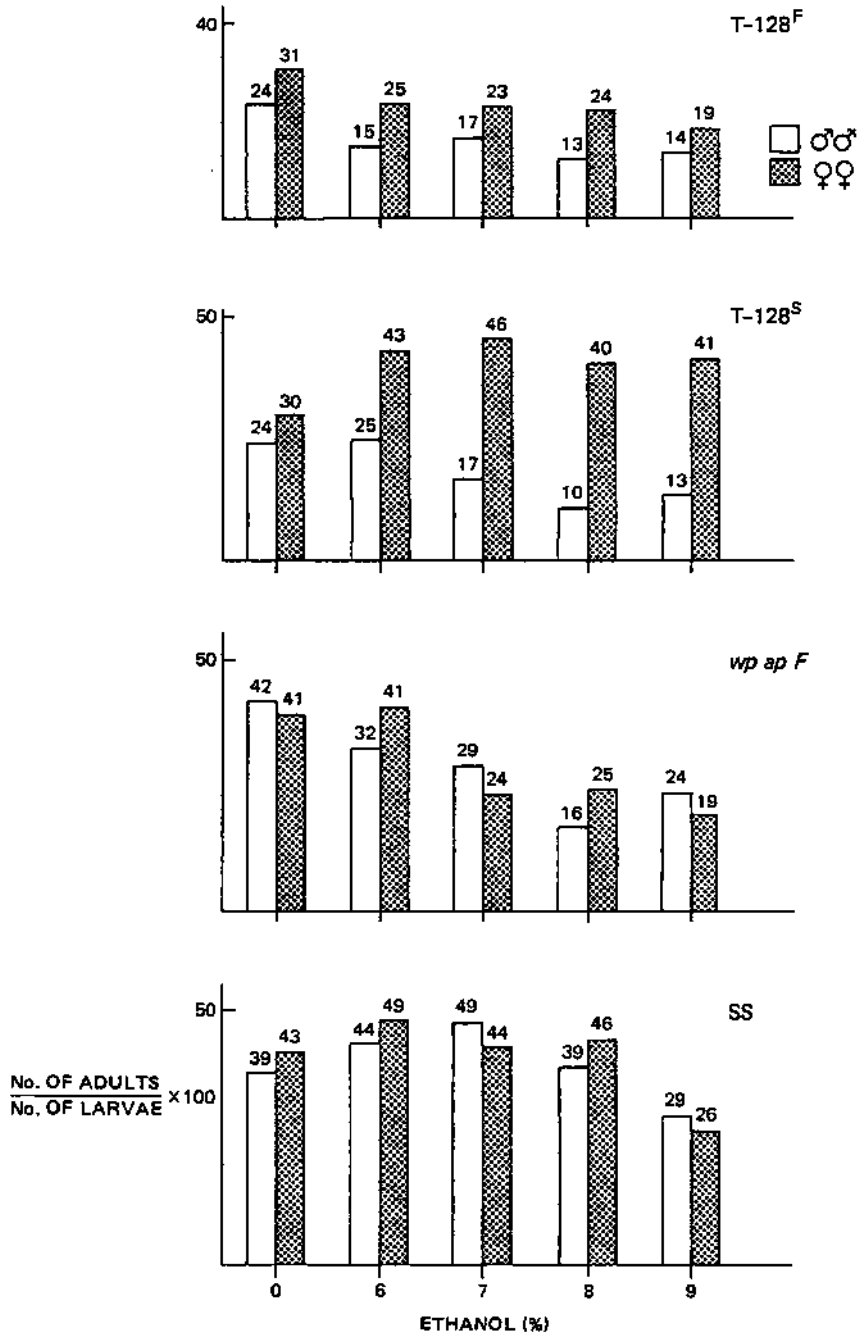 40
T-128F
24 31 15 25 17 23 13 24 14 19
♂♂
♀♀
50
T-128S
24 30 25 43 17 46 10 40 13 41
50
wp ap F
42 41 32 41 29 24 16 25 24 19
50
SS
39 43 44 49 49 44 39 46 29 26
No. OF ADULTS
No. OF LARVAE ×100
0 6 7 8 9
ETHANOL (%)